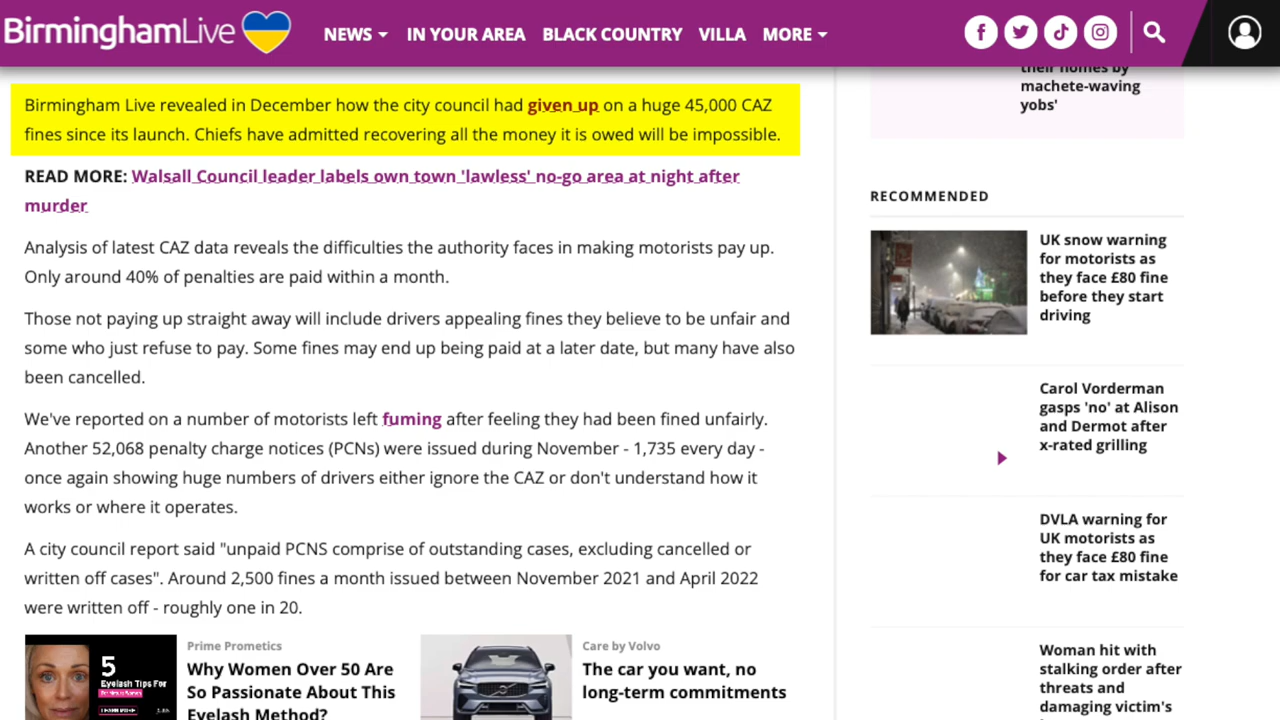 BirminghamLive
NEWS
IN YOUR AREA
BLACK COUNTRY
VILLA
MORE
Birmingham Live revealed in December how the city council had given up on a huge 45,000 CAZ
fines since its launch. Chiefs have admitted recovering all the money it is owed will be impossible.
READ MORE: Walsall Council leader labels own town 'lawless' no-go area at night after
murder
Analysis of latest CAZ data reveals the difficulties the authority faces in making motorists pay up.
Only around 40% of penalties are paid within a month.
Those not paying up straight away will include drivers appealing fines they believe to be unfair and
some who just refuse to pay. Some fines may end up being paid at a later date, but many have also
been cancelled.
We've reported on a number of motorists left fuming after feeling they had been fined unfairly.
Another 52,068 penalty charge notices (PCNs) were issued during November - 1,735 every day -
once again showing huge numbers of drivers either ignore the CAZ or don't understand how it
works or where it operates.
A city council report said "unpaid PCNS comprise of outstanding cases, excluding cancelled or
written off cases". Around 2,500 fines a month issued between November 2021 and April 2022
were written off - roughly one in 20.
Prime Prometics
Why Women Over 50 Are
So Passionate About This
Eyelash Method?
5
Eyelash Tips For
Care by Volvo
The car you want, no
long-term commitments
their homes by
machete-waving
yobs'
RECOMMENDED
UK snow warning
for motorists as
they face £80 fine
before they start
driving
Carol Vorderman
gasps 'no' at Alison
and Dermot after
x-rated grilling
DVLA warning for
UK motorists as
they face £80 fine
for car tax mistake
Woman hit with
stalking order after
threats and
damaging victim's